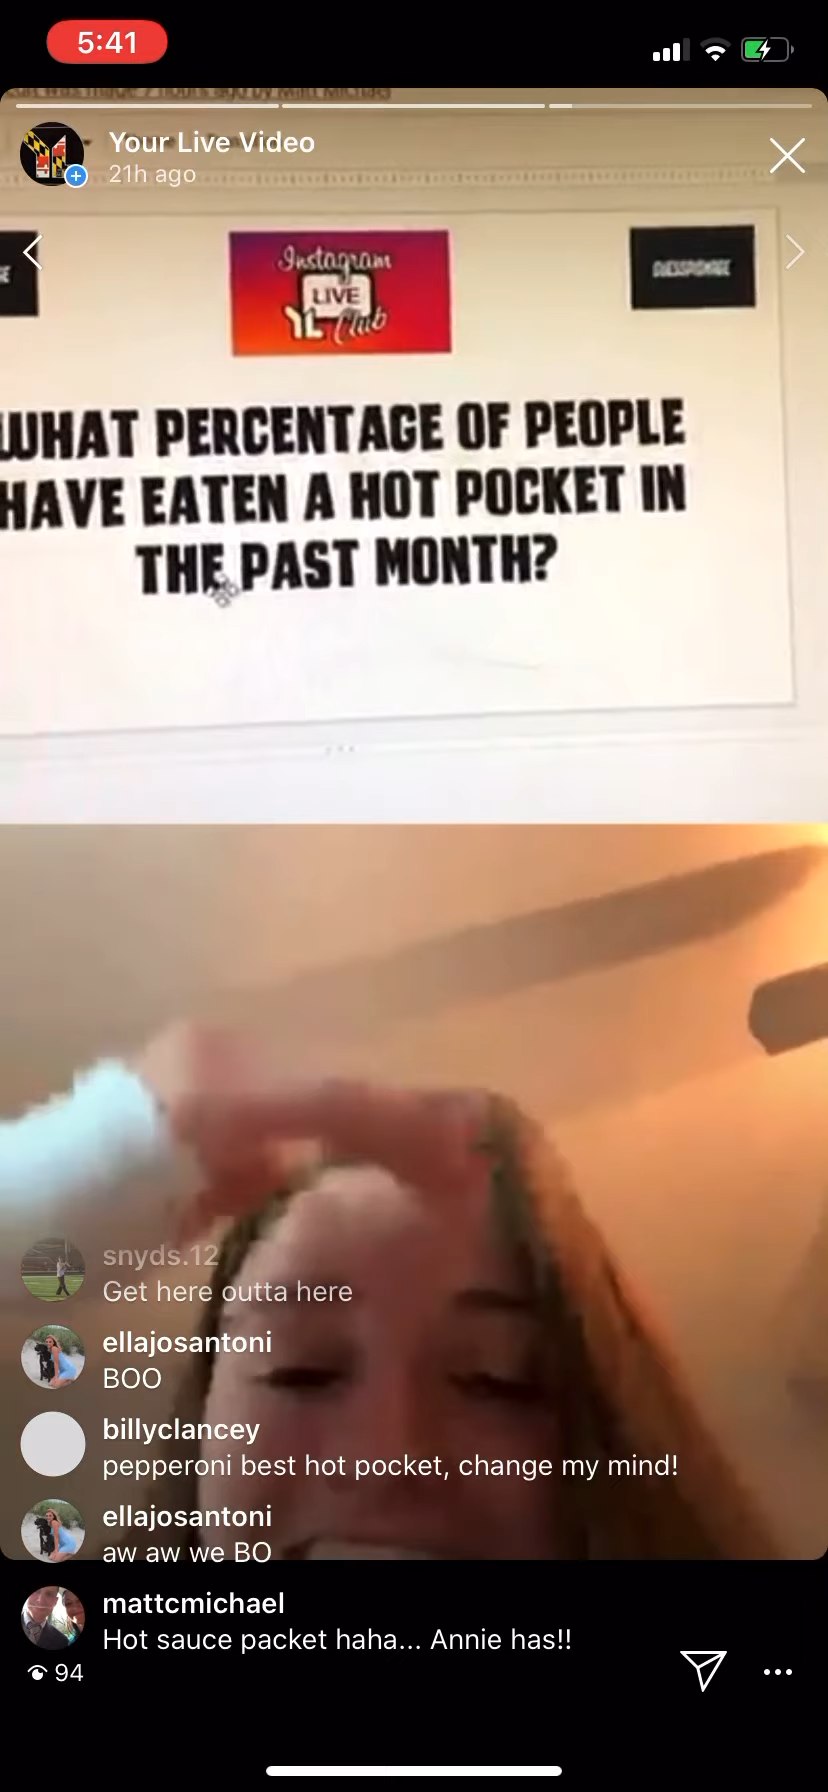 5:41
Your Live Video
21h ago
Instagram
LIVE
YL Club
WHAT PERCENTAGE OF PEOPLE
HAVE EATEN A HOT POCKET IN
THE PAST MONTH?
snyds.12
Get here outta here
ellajosantoni
BOO
billyclancey
pepperoni best hot pocket, change my mind!
ellajosantoni
aw aw we BO
mattcmichael
Hot sauce packet haha... Annie has!!
94